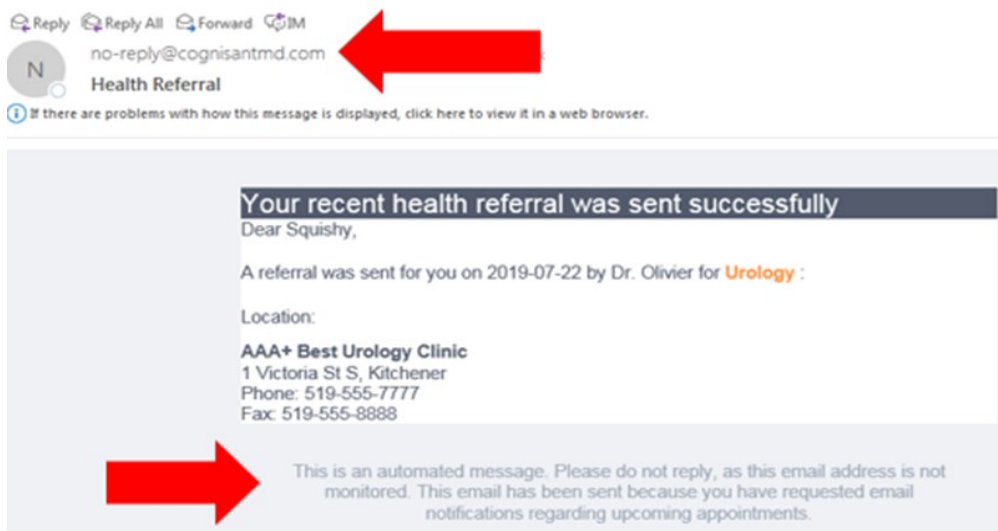 Reply Reply All Forward IM
no-reply@cognisantmd.com
N
Health Referral
If there are problems with how this message is displayed, click here to view it in a web browser.
Your recent health referral was sent successfully
Dear Squishy,
A referral was sent for you on 2019-07-22 by Dr. Olivier for Urology :
Location:
AAA+ Best Urology Clinic
1 Victoria St S, Kitchener
Phone: 519-555-7777
Fax: 519-555-8888
This is an automated message. Please do not reply, as this email address is not
monitored. This email has been sent because you have requested email
notifications regarding upcoming appointments.